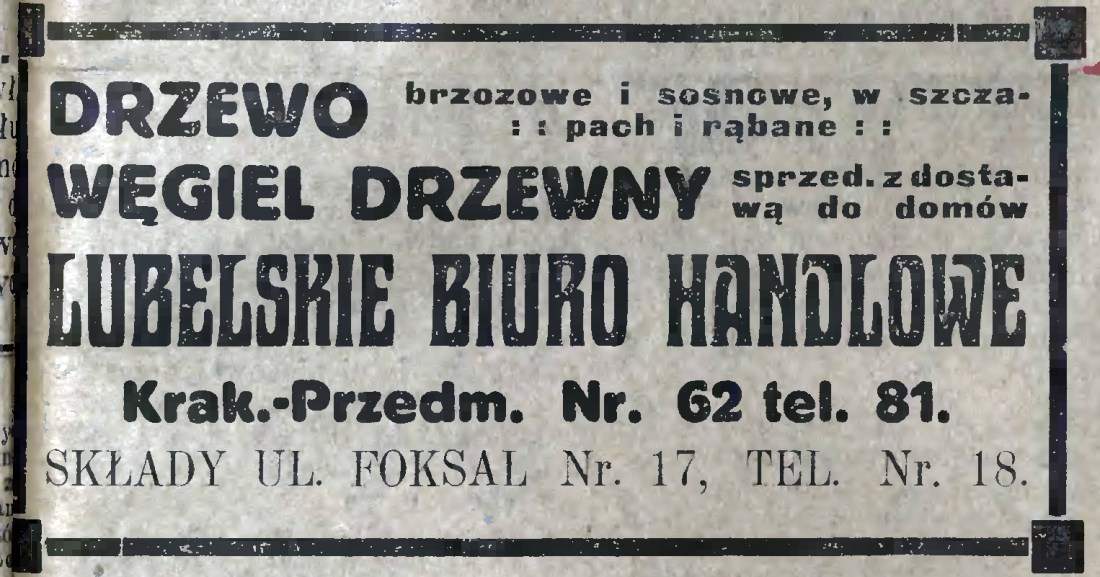 DRZEWO brzozowe i sosnowe, w szcza-
: : pach i rąbane : :
WĘGIEL DRZEWNY sprzed. z dosta-
wą do domów
LUBELSKIE BIURO HANDLOWE
Krak.-Przedm. Nr. 62 tel. 81.
SKŁADY UL. FOKSAL Nr. 17, TEL. Nr. 18.